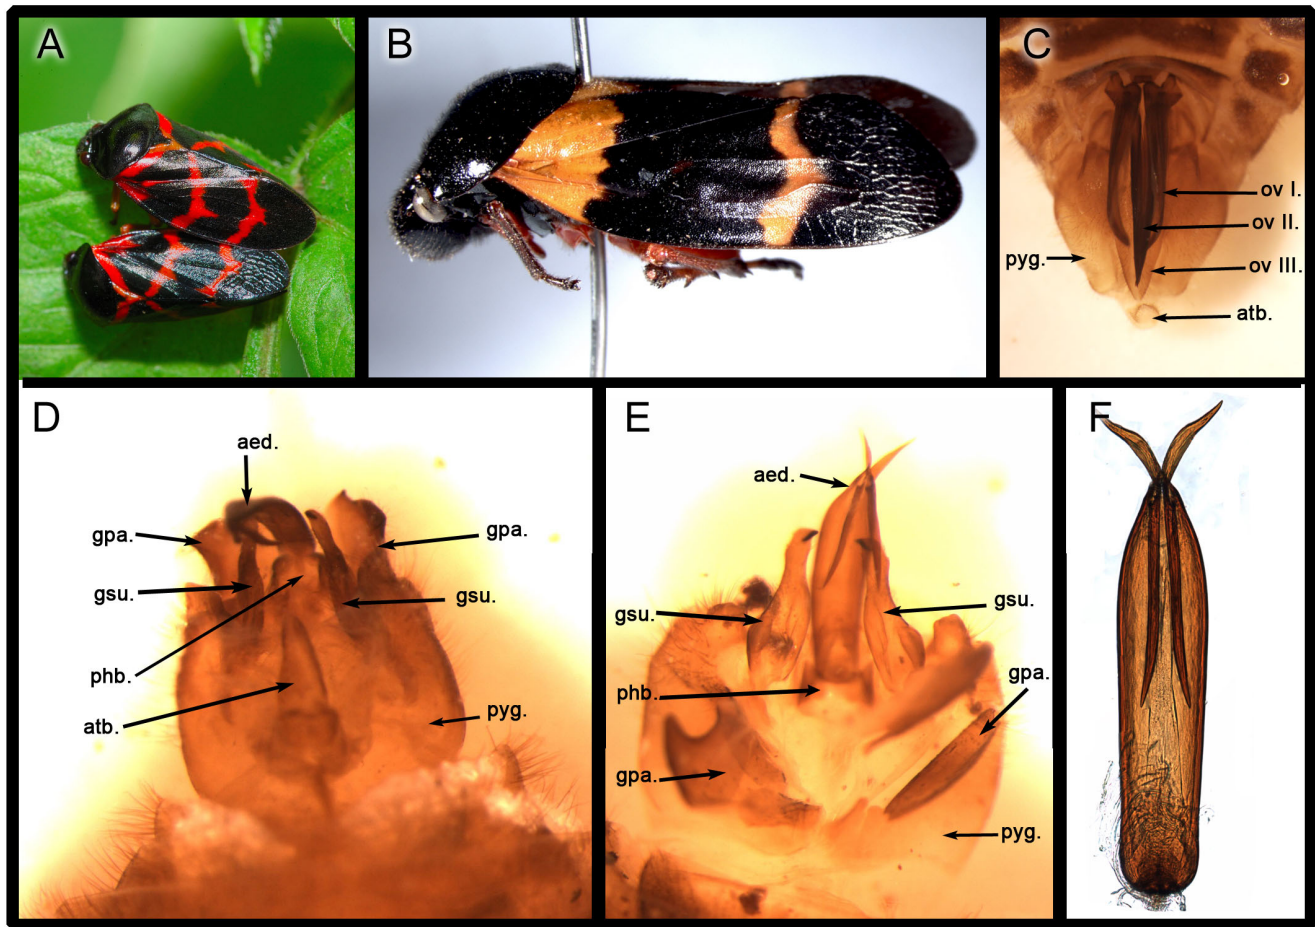 A
B
C
ov I.
ov II.
pyg.
ov III.
atb.
D
aed.
gpa.
gpa.
gsu.
gsu.
phb.
atb.
pyg.
E
aed.
gsu.
gsu.
gpa.
phb.
gpa.
pyg.
F